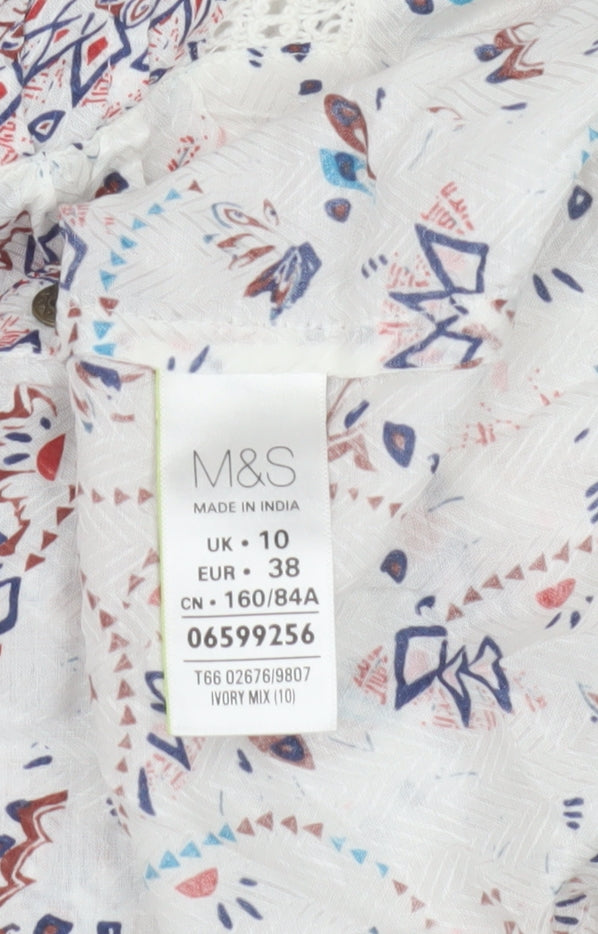 M&S
MADE IN INDIA
UK • 10
EUR • 38
CN • 160/84A
06599256
T66 02676/9807
IVORY MIX (10)